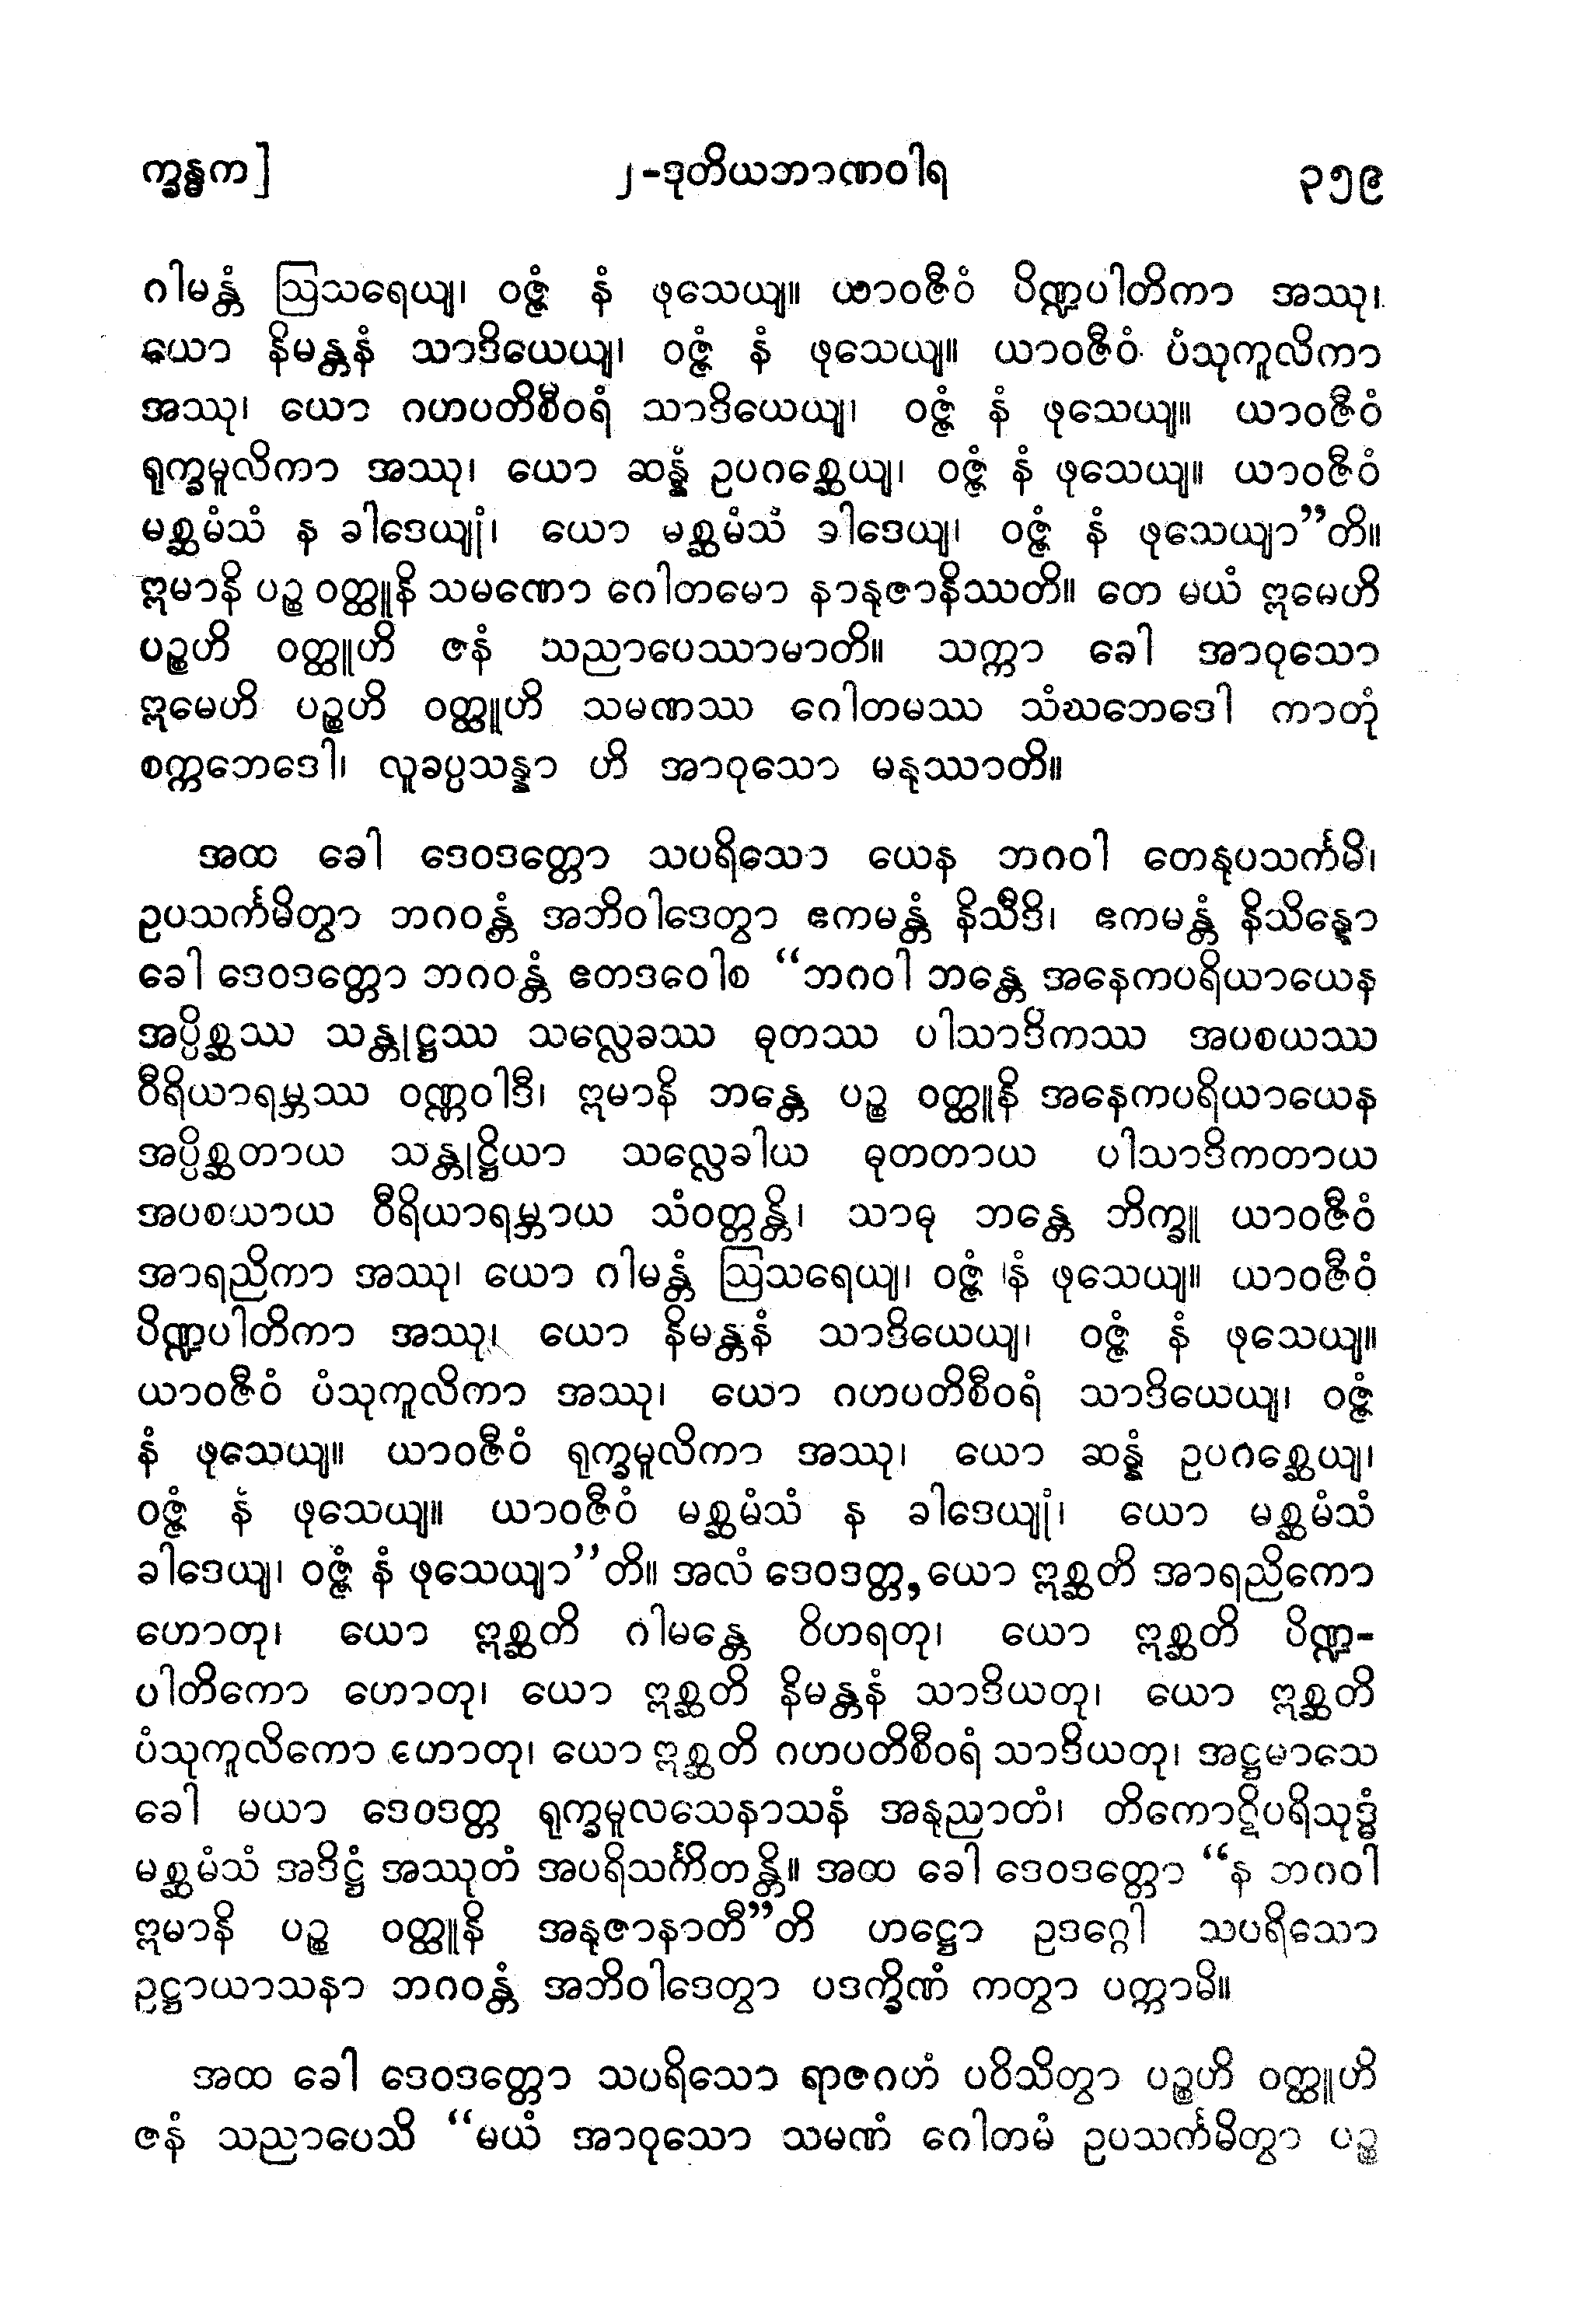 က္ခန္ဓက]
၂-ဒုတိယဘာဏဝါရ
၃၅၉
ဂါမန္တံ ဩသရေယျ၊ ဝဇ္ဇံ နံ ဖုသေယျ။ ယာဝဇီဝံ ပိဏ္ဍပါတိကာ အဿု၊
ယော နိမန္တနံ သာဒိယေယျ၊ ဝဇ္ဇံ နံ ဖုသေယျ။ ယာဝဇီဝံ ပံသုကူလိကာ
အဿု၊ ယော ဂဟပတိစီဝရံ သာဒိယေယျ၊ ဝဇ္ဇံ နံ ဖုသေယျ။ ယာဝဇီဝံ
ရုက္ခမူလိကာ အဿု၊ ယော ဆန္နံ ဥပဂစ္ဆေယျ၊ ဝဇ္ဇံ နံ ဖုသေယျ။ ယာဝဇီဝံ
မစ္ဆမံသံ န ခါဒေယျုံ၊ ယော မစ္ဆမံသံ ခါဒေယျ၊ ဝဇ္ဇံ နံ ဖုသေယျာ”တိ။
ဣမာနိ ပဉ္စ ဝတ္ထူနိ သမဏော ဂေါတမော နာနုဇာနိဿတိ။ တေ မယံ ဣမေဟိ
ပဉ္စဟိ ဝတ္ထူဟိ ဇနံ သညာပေဿာမာတိ။ သက္ကာ ခေါ အာဝုသော
ဣမေဟိ ပဉ္စဟိ ဝတ္ထူဟိ သမဏဿ ဂေါတမဿ သံဃဘေဒေါ ကာတုံ
စက္ကဘေဒေါ၊ လူခပ္ပသန္နာ ဟိ အာဝုသော မနုဿာတိ။
အထ ခေါ ဒေဝဒတ္တော သပရိသော ယေန ဘဂဝါ တေနုပသင်္ကမိ၊
ဥပသင်္ကမိတွာ ဘဂဝန္တံ အဘိဝါဒေတွာ ဧကမန္တံ နိသီဒိ၊ ဧကမန္တံ နိသိန္နော
ခေါ ဒေဝဒတ္တော ဘဂဝန္တံ ဧတဒဝေါစ “ဘဂဝါ ဘန္တေ အနေကပရိယာယေန
အပ္ပိစ္ဆဿ သန္တုဋ္ဌဿ သလ္လေခဿ ဓုတဿ ပါသာဒိကဿ အပစယဿ
ဝီရိယာရမ္ဘဿ ဝဏ္ဏဝါဒီ၊ ဣမာနိ ဘန္တေ ပဉ္စ ဝတ္ထူနိ အနေကပရိယာယေန
အပ္ပိစ္ဆတာယ သန္တုဋ္ဌိယာ သလ္လေခါယ ဓုတတာယ ပါသာဒိကတာယ
အပစယာယ ဝီရိယာရမ္ဘာယ သံဝတ္တန္တိ၊ သာဓု ဘန္တေ ဘိက္ခူ ယာဝဇီဝံ
အာရညိကာ အဿု၊ ယော ဂါမန္တံ ဩသရေယျ၊ ဝဇ္ဇံ နံ ဖုသေယျ။ ယာဝဇီဝံ
ပိဏ္ဍပါတိကာ အဿု၊ ယော နိမန္တနံ သာဒိယေယျ၊ ဝဇ္ဇံ နံ ဖုသေယျ။
ယာဝဇီဝံ ပံသုကူလိကာ အဿု၊ ယော ဂဟပတိစီဝရံ သာဒိယေယျ၊ ဝဇ္ဇံ
နံ ဖုသေယျ။ ယာဝဇီဝံ ရုက္ခမူလိကာ အဿု၊ ယော ဆန္နံ ဥပဂစ္ဆေယျ၊
ဝဇ္ဇံ နံ ဖုသေယျ။ ယာဝဇီဝံ မစ္ဆမံသံ န ခါဒေယျုံ၊ ယော မစ္ဆမံသံ
ခါဒေယျ၊ ဝဇ္ဇံ နံ ဖုသေယျာ”တိ။ အလံ ဒေဝဒတ္တ,ယော ဣစ္ဆတိ အာရညိကော
ဟောတု၊ ယော ဣစ္ဆတိ ဂါမန္တေ ဝိဟရတု၊ ယော ဣစ္ဆတိ ပိဏ္ဍ-
ပါတိကော ဟောတု၊ ယော ဣစ္ဆတိ နိမန္တနံ သာဒိယတု၊ ယော ဣစ္ဆတိ
ပံသုကူလိကော ဟောတု၊ ယော ဣစ္ဆတိ ဂဟပတိစီဝရံ သာဒိယတု၊ အဋ္ဌမာသေ
ခေါ မယာ ဒေဝဒတ္တ ရုက္ခမူလသေနာသနံ အနုညာတံ၊ တိကောဋိပရိသုဒ္ဓံ
မစ္ဆမံသံ အဒိဋ္ဌံ အဿုတံ အပရိသင်္ကိတန္တိ။ အထ ခေါ ဒေဝဒတ္တော “န ဘဂဝါ
ဣမာနိ ပဉ္စ ဝတ္ထူနိ အနုဇာနာတီ”တိ ဟဋ္ဌော ဥဒဂ္ဂေါ သပရိသော
ဥဋ္ဌာယာသနာ ဘဂဝန္တံ အဘိဝါဒေတွာ ပဒက္ခိဏံ ကတွာ ပက္ကာမိ။
အထ ခေါ ဒေဝဒတ္တော သပရိသော ရာဇဂဟံ ပဝိသိတွာ ပဉ္စဟိ ဝတ္ထူဟိ
ဇနံ သညာပေသိ “မယံ အာဝုသော သမဏံ ဂေါတမံ ဥပသင်္ကမိတွာ ပဉ္စ